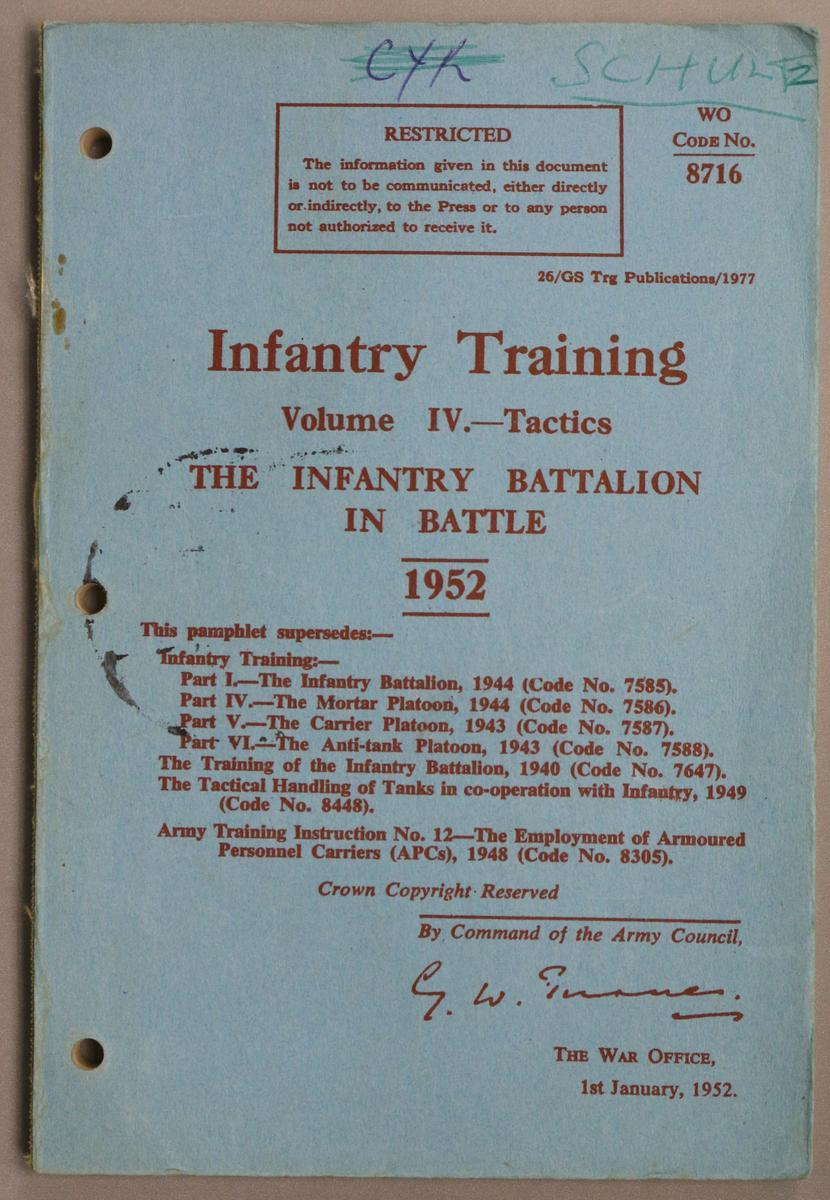 CYR
SCHULTZ
RESTRICTED
The information given in this document
is not to be communicated, either directly
or indirectly, to the Press or to any person
not authorized to receive it.
WO
CODE NO.
8716
26/GS Trg Publications/1977
Infantry Training
Volume IV.—Tactics
THE INFANTRY BATTALION
IN BATTLE
1952
This pamphlet supersedes:—
Infantry Training:—
Part I.—The Infantry Battalion, 1944 (Code No. 7585).
Part IV.—The Mortar Platoon, 1944 (Code No. 7586).
Part V.—The Carrier Platoon, 1943 (Code No. 7587).
Part VI.—The Anti-tank Platoon, 1943 (Code No. 7588).
The Training of the Infantry Battalion, 1940 (Code No. 7647).
The Tactical Handling of Tanks in co-operation with Infantry, 1949
(Code No. 8448).
Army Training Instruction No. 12—The Employment of Armoured
Personnel Carriers (APCs), 1948 (Code No. 8305).
Crown Copyright Reserved
By Command of the Army Council,
G. W. Turner.
THE WAR OFFICE,
1st January, 1952.